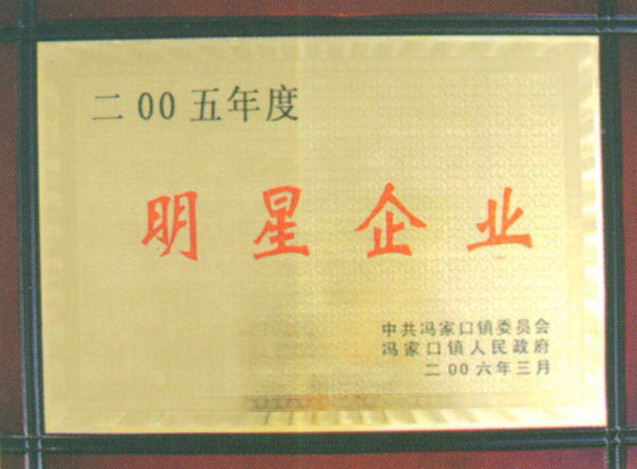 二00五年度
明星企业
中共冯家口镇委员会
冯家口镇人民政府
二00六年三月